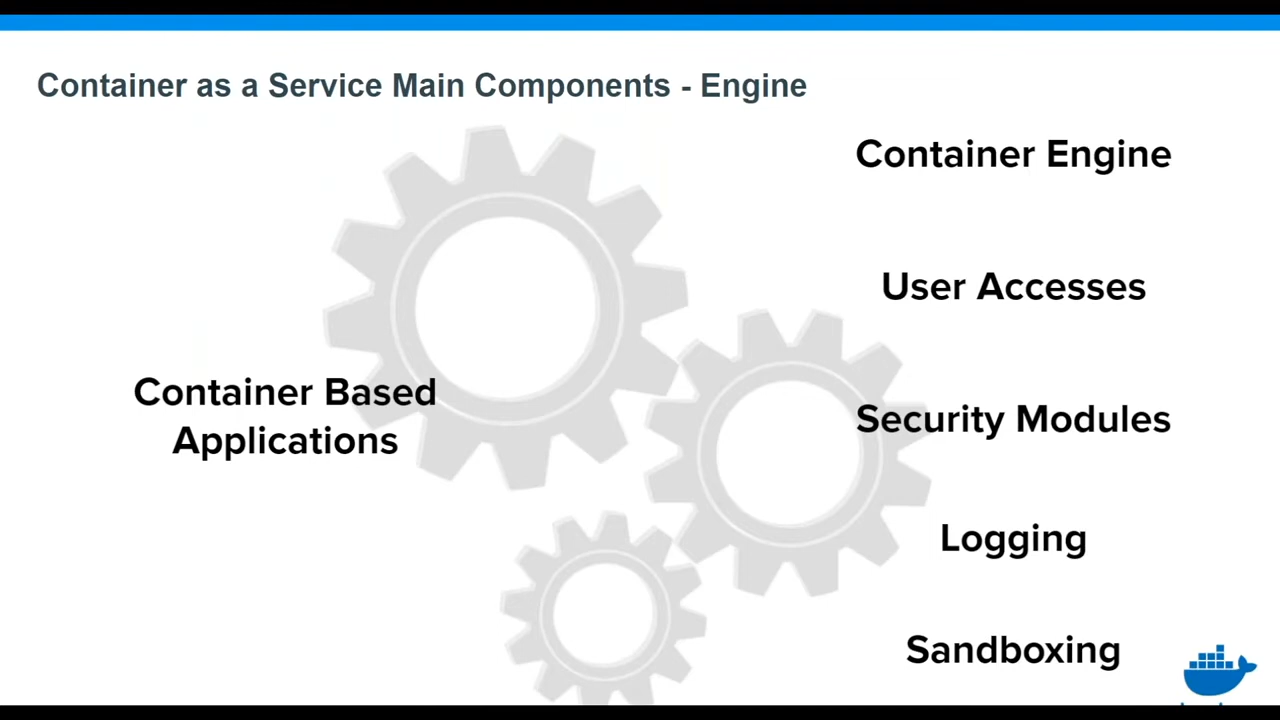 Container as a Service Main Components - Engine
Container Engine
User Accesses
Container Based
Applications
Security Modules
Logging
Sandboxing